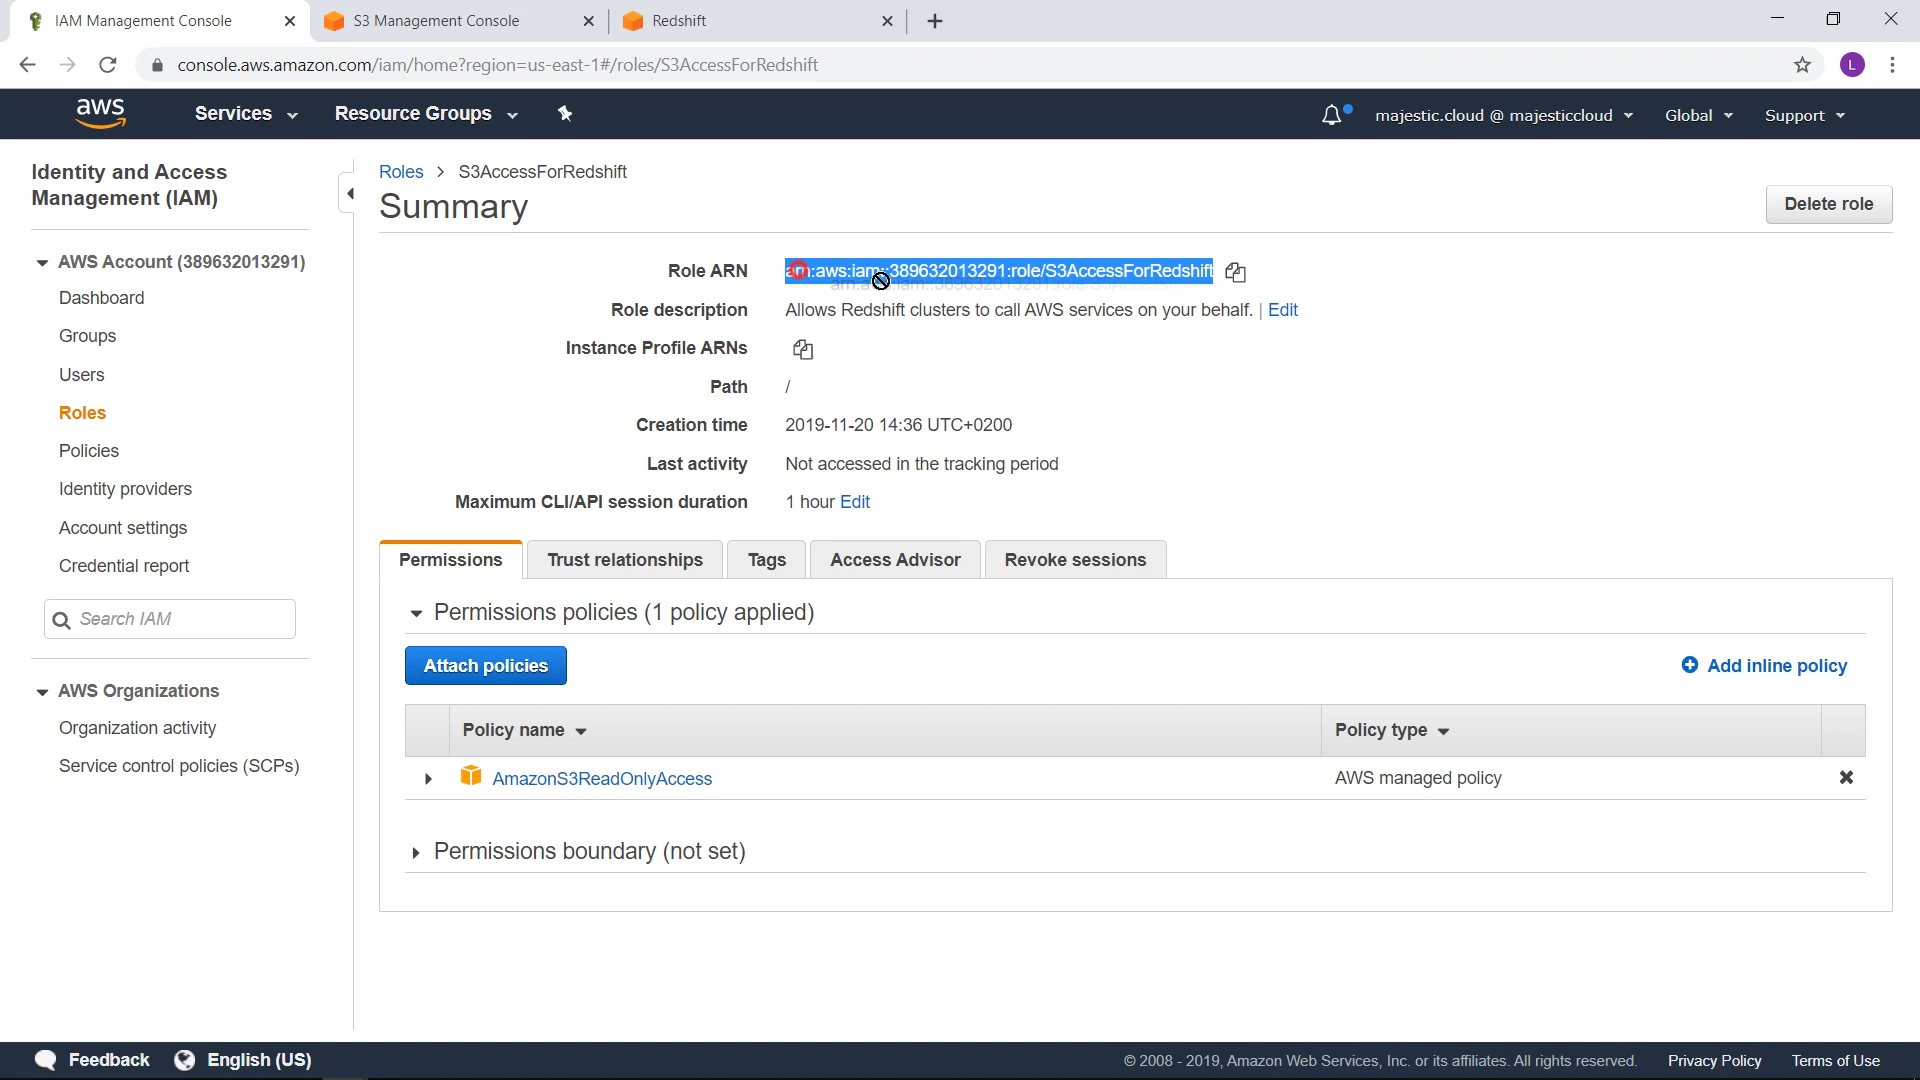 IAM Management Console
S3 Management Console
Redshift
console.aws.amazon.com/iam/home?region=us-east-1#/roles/S3AccessForRedshift
L
aws
Services
Resource Groups
majestic.cloud @ majesticcloud
Global
Support
Identity and Access
Management (IAM)
AWS Account (389632013291)
Dashboard
Groups
Users
Roles
Policies
Identity providers
Account settings
Credential report
Search IAM
AWS Organizations
Organization activity
Service control policies (SCPs)
Roles > S3AccessForRedshift
Summary
Delete role
Role ARN arn:aws:iam::389632013291:role/S3AccessForRedshift
Role description Allows Redshift clusters to call AWS services on your behalf. | Edit
Instance Profile ARNs
Path /
Creation time 2019-11-20 14:36 UTC+0200
Last activity Not accessed in the tracking period
Maximum CLI/API session duration 1 hour Edit
Permissions
Trust relationships
Tags
Access Advisor
Revoke sessions
Permissions policies (1 policy applied)
Attach policies
Add inline policy
Policy name
Policy type
AmazonS3ReadOnlyAccess
AWS managed policy
Permissions boundary (not set)
Feedback
English (US)
© 2008 - 2019, Amazon Web Services, Inc. or its affiliates. All rights reserved.
Privacy Policy
Terms of Use